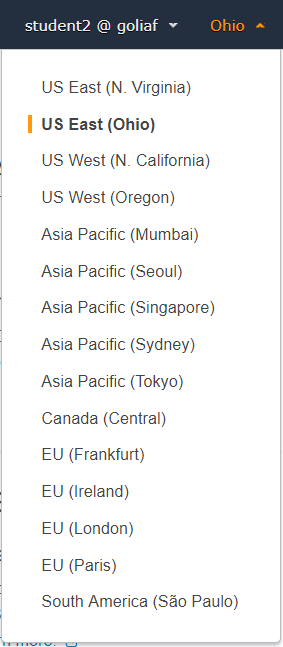 student2 @ goliaf Ohio
US East (N. Virginia)
US East (Ohio)
US West (N. California)
US West (Oregon)
Asia Pacific (Mumbai)
Asia Pacific (Seoul)
Asia Pacific (Singapore)
Asia Pacific (Sydney)
Asia Pacific (Tokyo)
Canada (Central)
EU (Frankfurt)
EU (Ireland)
EU (London)
EU (Paris)
South America (São Paulo)
more.